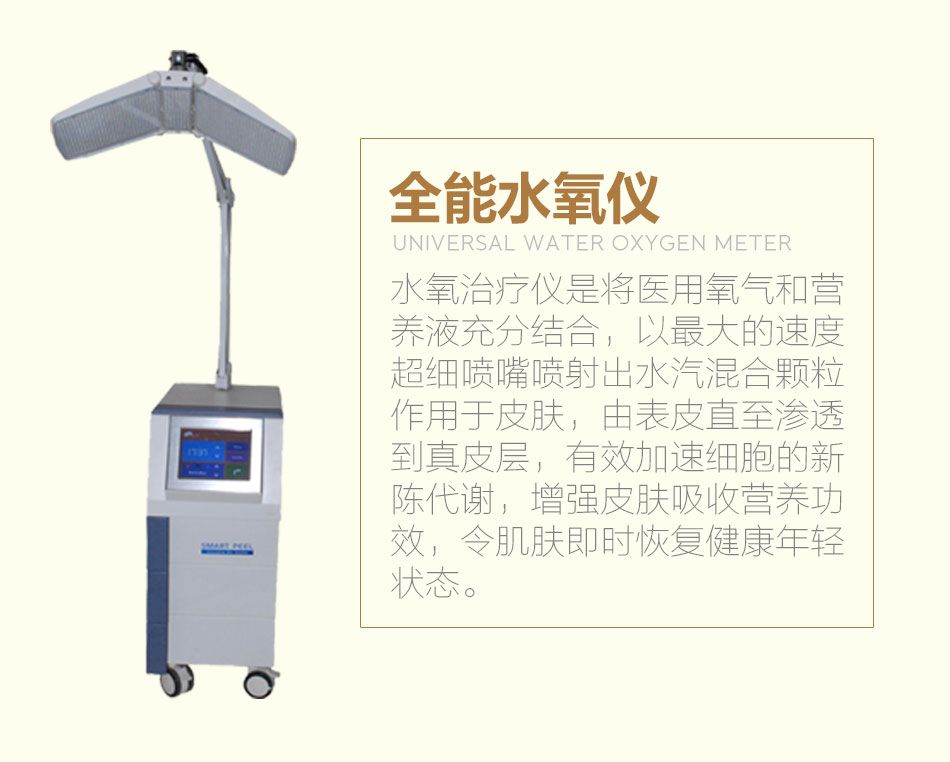 全能水氧仪
UNIVERSAL WATER OXYGEN METER
水氧治疗仪是将医用氧气和营
养液充分结合，以最大的速度
超细喷嘴喷射出水汽混合颗粒
作用于皮肤，由表皮直至渗透
到真皮层，有效加速细胞的新
陈代谢，增强皮肤吸收营养功
效，令肌肤即时恢复健康年轻
状态。
SMART PEEL